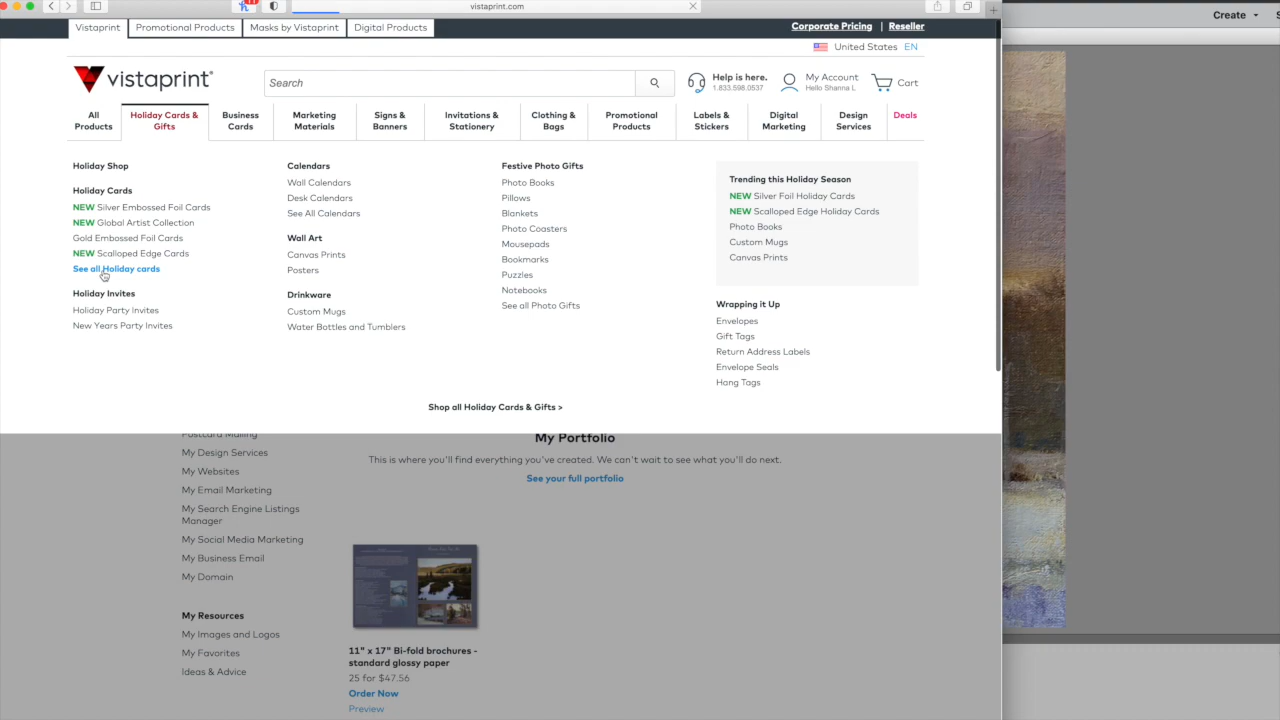 vistaprint.com
Create
Vistaprint
Promotional Products
Masks by Vistaprint
Digital Products
Corporate Pricing | Reseller
United States EN
vistaprint®
Search
Help is here.
1.833.598.0537
My Account
Hello Shanna L
Cart
All
Products
Holiday Cards &
Gifts
Business
Cards
Marketing
Materials
Signs &
Banners
Invitations &
Stationery
Clothing &
Bags
Promotional
Products
Labels &
Stickers
Digital
Marketing
Design
Services
Deals
Holiday Shop
Holiday Cards
NEW Silver Embossed Foil Cards
NEW Global Artist Collection
Gold Embossed Foil Cards
NEW Scalloped Edge Cards
See all Holiday cards
Holiday Invites
Holiday Party Invites
New Years Party Invites
Calendars
Wall Calendars
Desk Calendars
See All Calendars
Wall Art
Canvas Prints
Posters
Drinkware
Custom Mugs
Water Bottles and Tumblers
Festive Photo Gifts
Photo Books
Pillows
Blankets
Photo Coasters
Mousepads
Bookmarks
Puzzles
Notebooks
See all Photo Gifts
Trending this Holiday Season
NEW Silver Foil Holiday Cards
NEW Scalloped Edge Holiday Cards
Photo Books
Custom Mugs
Canvas Prints
Wrapping it Up
Envelopes
Gift Tags
Return Address Labels
Envelope Seals
Hang Tags
Shop all Holiday Cards & Gifts >
Postcard Mailing
My Design Services
My Websites
My Email Marketing
My Search Engine Listings
Manager
My Social Media Marketing
My Business Email
My Domain
My Resources
My Images and Logos
My Favorites
Ideas & Advice
My Portfolio
This is where you'll find everything you've created. We can't wait to see what you'll do next.
See your full portfolio
11" x 17" Bi-fold brochures -
standard glossy paper
25 for $47.56
Order Now
Preview